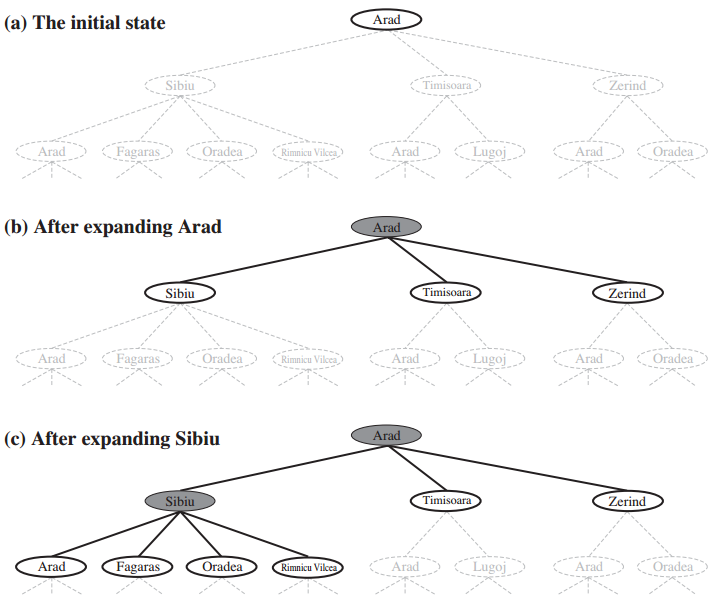 (a) The initial state
Arad
Sibiu Timisoara Zerind
Arad Fagaras Oradea Rimnicu Vilcea Arad Lugoj Arad Oradea
(b) After expanding Arad
Arad
Sibiu Timisoara Zerind
Arad Fagaras Oradea Rimnicu Vilcea Arad Lugoj Arad Oradea
(c) After expanding Sibiu
Arad
Sibiu Timisoara Zerind
Arad Fagaras Oradea Rimnicu Vilcea Arad Lugoj Arad Oradea